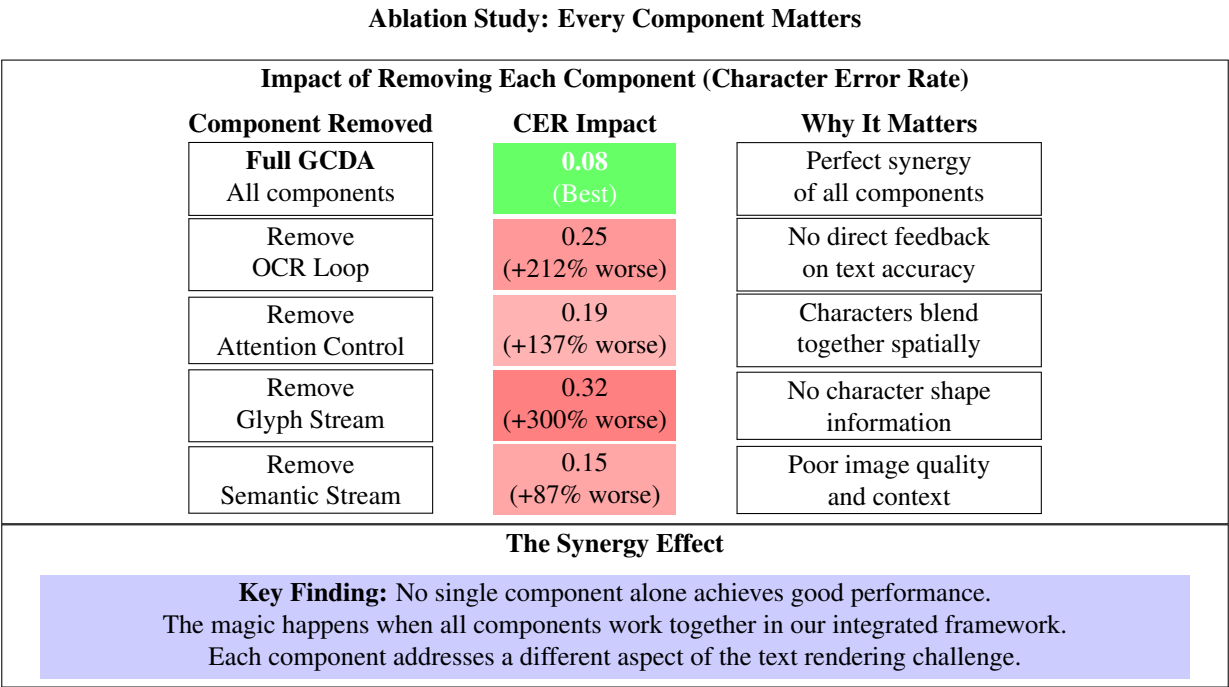 Ablation Study: Every Component Matters
Impact of Removing Each Component (Character Error Rate)
Component Removed CER Impact Why It Matters
Full GCDA
All components
0.08
(Best)
Perfect synergy
of all components
Remove
OCR Loop
0.25
(+212% worse)
No direct feedback
on text accuracy
Remove
Attention Control
0.19
(+137% worse)
Characters blend
together spatially
Remove
Glyph Stream
0.32
(+300% worse)
No character shape
information
Remove
Semantic Stream
0.15
(+87% worse)
Poor image quality
and context
The Synergy Effect
Key Finding: No single component alone achieves good performance.
The magic happens when all components work together in our integrated framework.
Each component addresses a different aspect of the text rendering challenge.